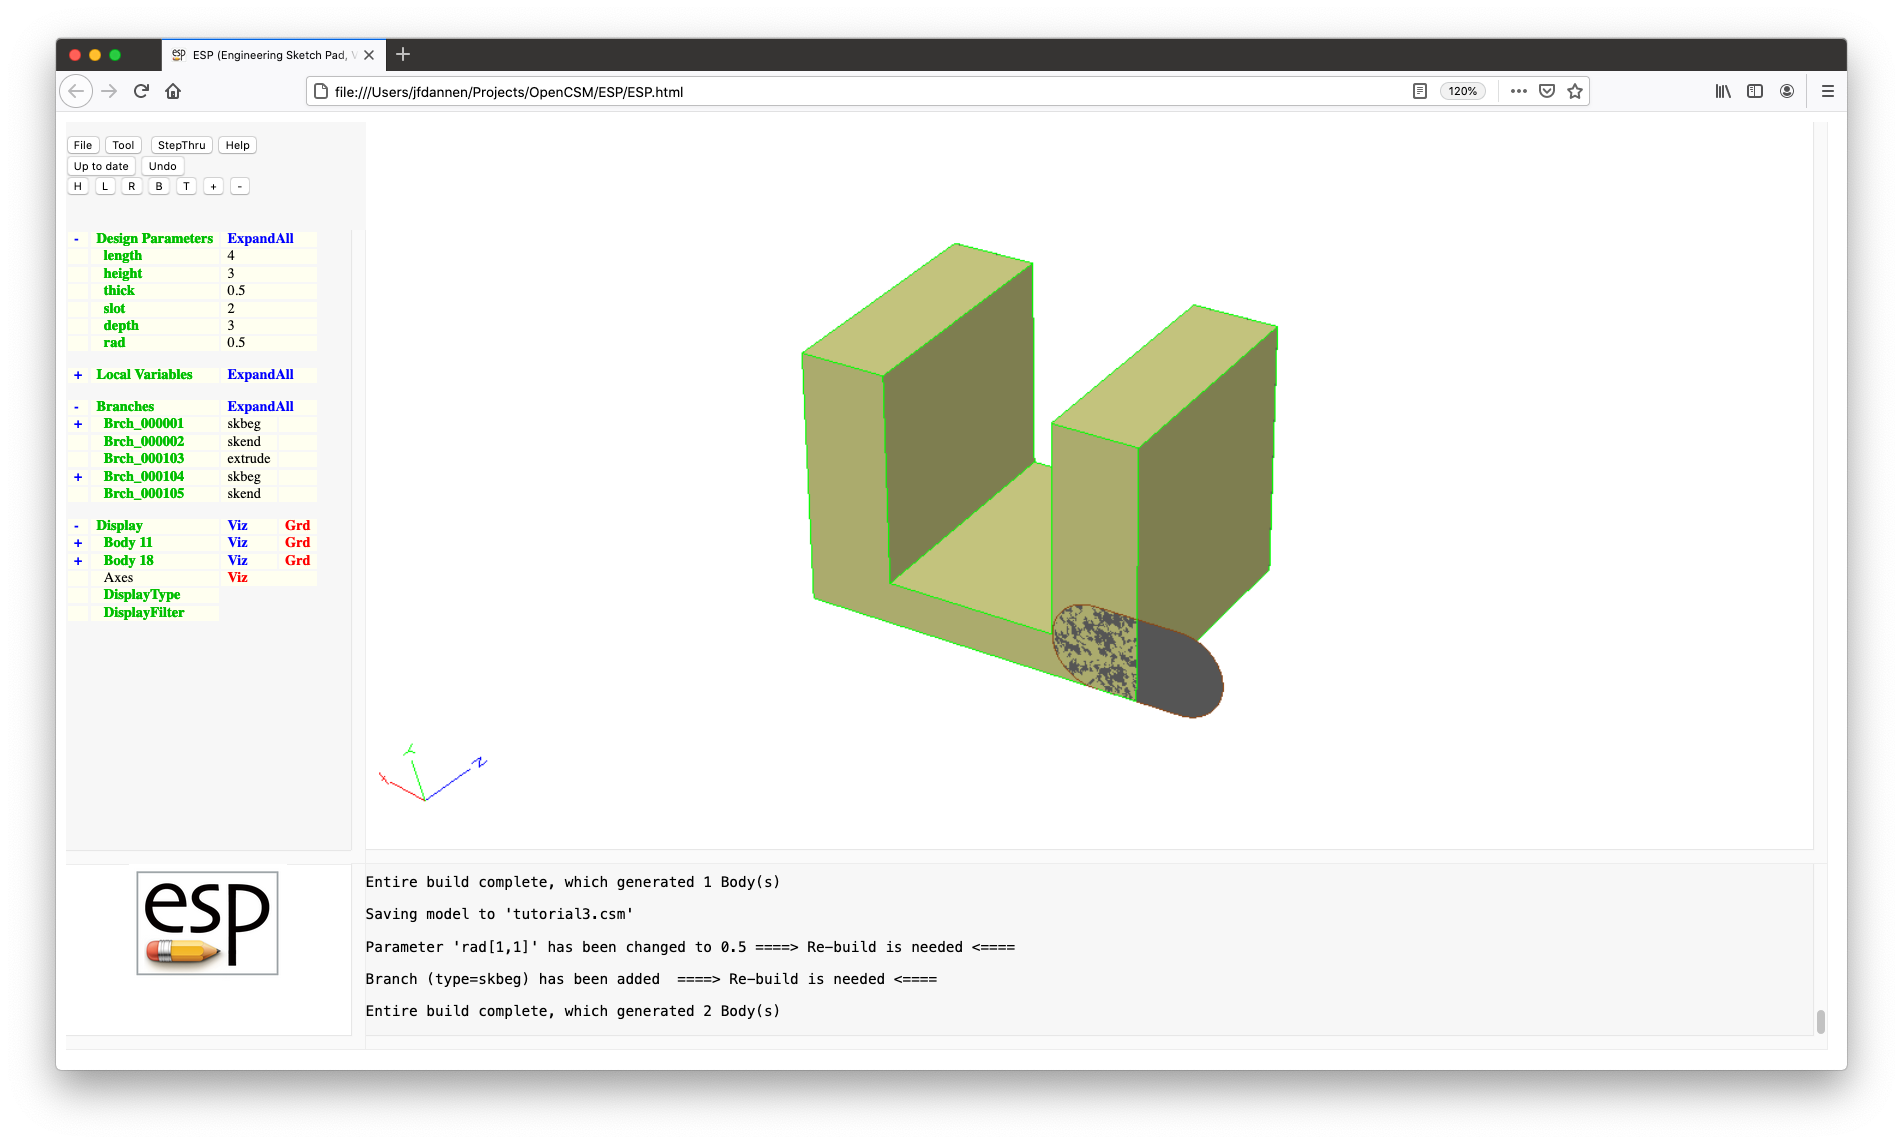 esp ESP (Engineering Sketch Pad, V
file:///Users/jfdannen/Projects/OpenCSM/ESP/ESP.html 120%
File Tool StepThru Help
Up to date Undo
H L R B T + -
- Design Parameters ExpandAll
length 4
height 3
thick 0.5
slot 2
depth 3
rad 0.5
+ Local Variables ExpandAll
- Branches ExpandAll
+ Brch_000001 skbeg
Brch_000002 skend
Brch_000103 extrude
+ Brch_000104 skbeg
Brch_000105 skend
- Display Viz Grd
+ Body 11 Viz Grd
+ Body 18 Viz Grd
Axes Viz
DisplayType
DisplayFilter
X Y Z
esp
Entire build complete, which generated 1 Body(s)
Saving model to 'tutorial3.csm'
Parameter 'rad[1,1]' has been changed to 0.5 ====> Re-build is needed <====
Branch (type=skbeg) has been added  ====> Re-build is needed <====
Entire build complete, which generated 2 Body(s)